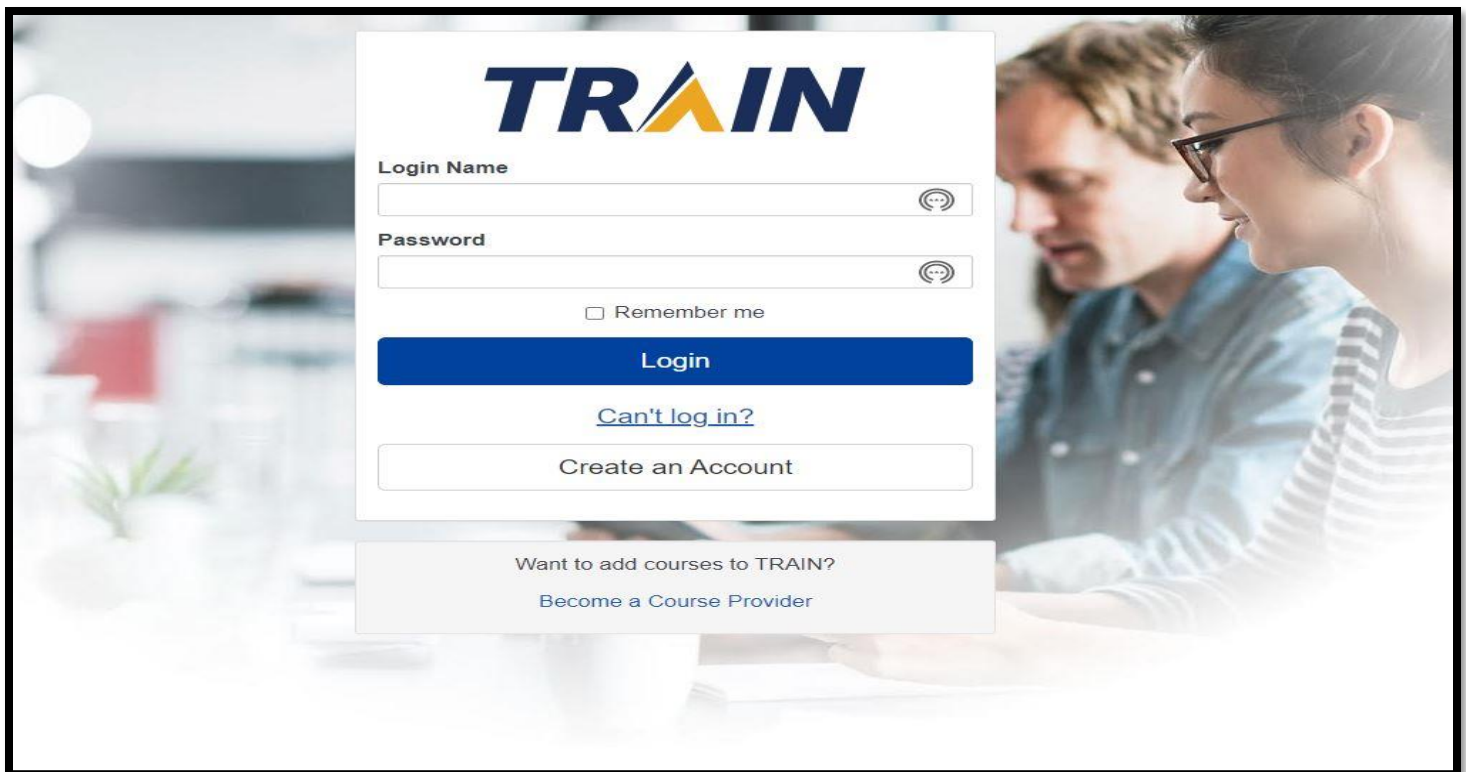 TRAIN
Login Name
Password
Remember me
Login
Can't log in?
Create an Account
Want to add courses to TRAIN?
Become a Course Provider